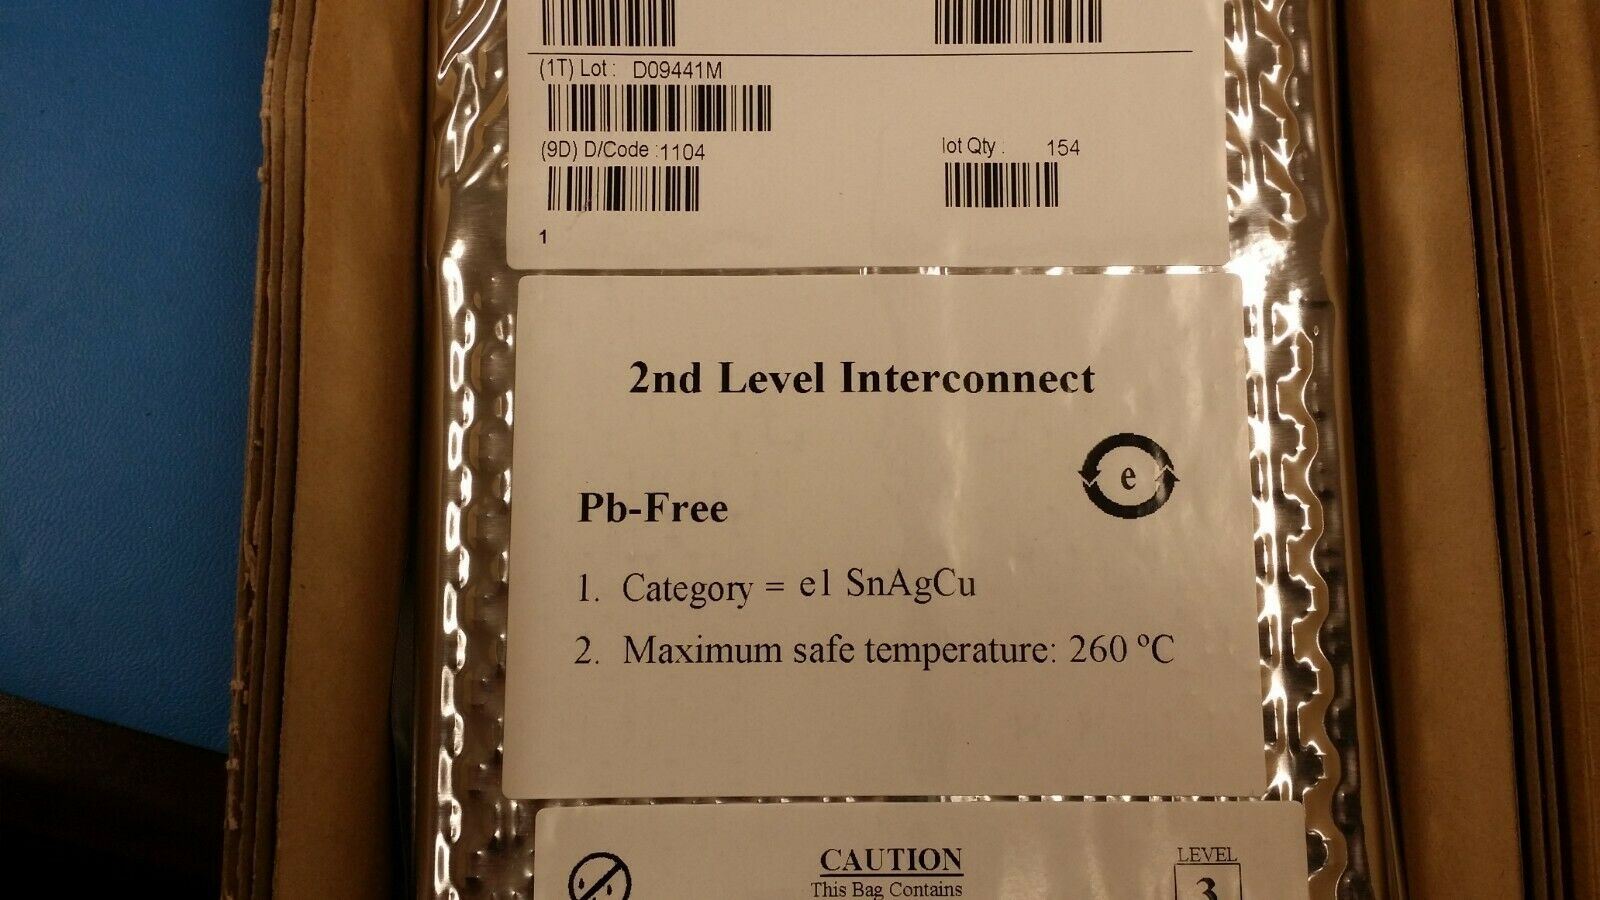 (1T) Lot : D09441M
(9D) D/Code :1104
lot Qty : 154
1
2nd Level Interconnect
e
Pb-Free
1. Category = e1 SnAgCu
2. Maximum safe temperature: 260 ºC
CAUTION
This Bag Contains
LEVEL
3